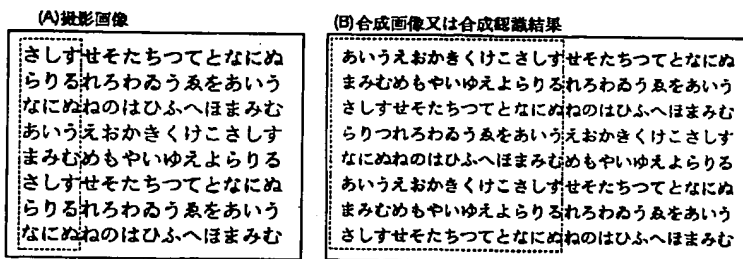 (A)撮影画像
さしすせそたちつてとなにぬ
らりるれろわゐうゑをあいう
なにぬねのはひふへほまみむ
あいうえおかきくけこさしす
まみむめもやいゆえよらりる
さしすせそたちつてとなにぬ
らりるれろわゐうゑをあいう
なにぬねのはひふへほまみむ
(B)合成画像又は合成認識結果
あいうえおかきくけこさしすせそたちつてとなにぬ
まみむめもやいゆえよらりるれろわゐうゑをあいう
さしすせそたちつてとなにぬねのはひふへほまみむ
らりつれろわゐうゑをあいうえおかきくけこさしす
なにぬねのはひふへほまみむめもやいゆえよらりる
あいうえおかきくけこさしすせそたちつてとなにぬ
まみむめもやいゆえよらりるれろわゐうゑをあいう
さしすせそたちつてとなにぬねのはひふへほまみむ